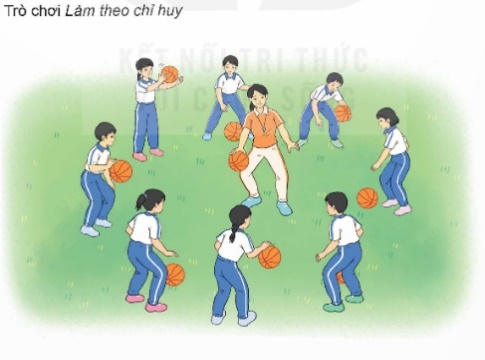 Trò chơi Làm theo chỉ huy
KẾT NỐI TRI THỨC
VỚI CUỘC SỐNG